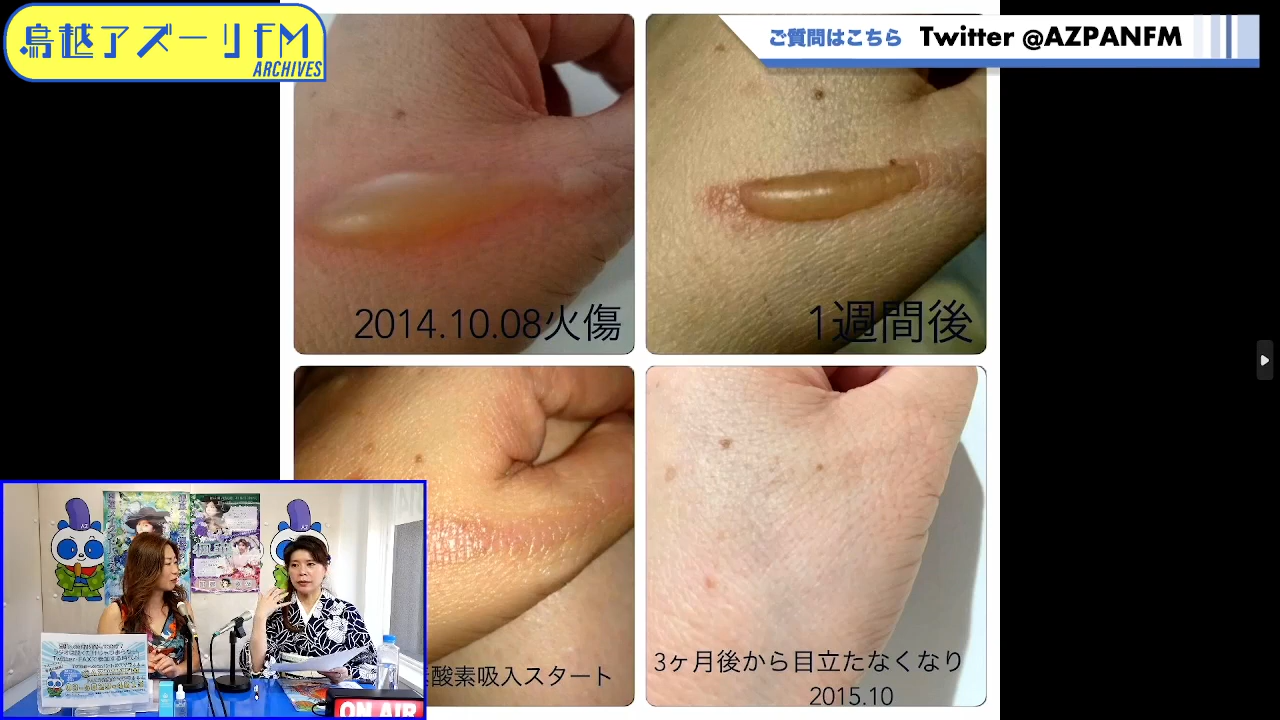 鳥越アズーリFM
ARCHIVES
ご質問はこちら Twitter @AZPANFM
2014.10.08火傷
1週間後
酸素吸入スタート
3ヶ月後から目立たなくなり
2015.10
ON AIR